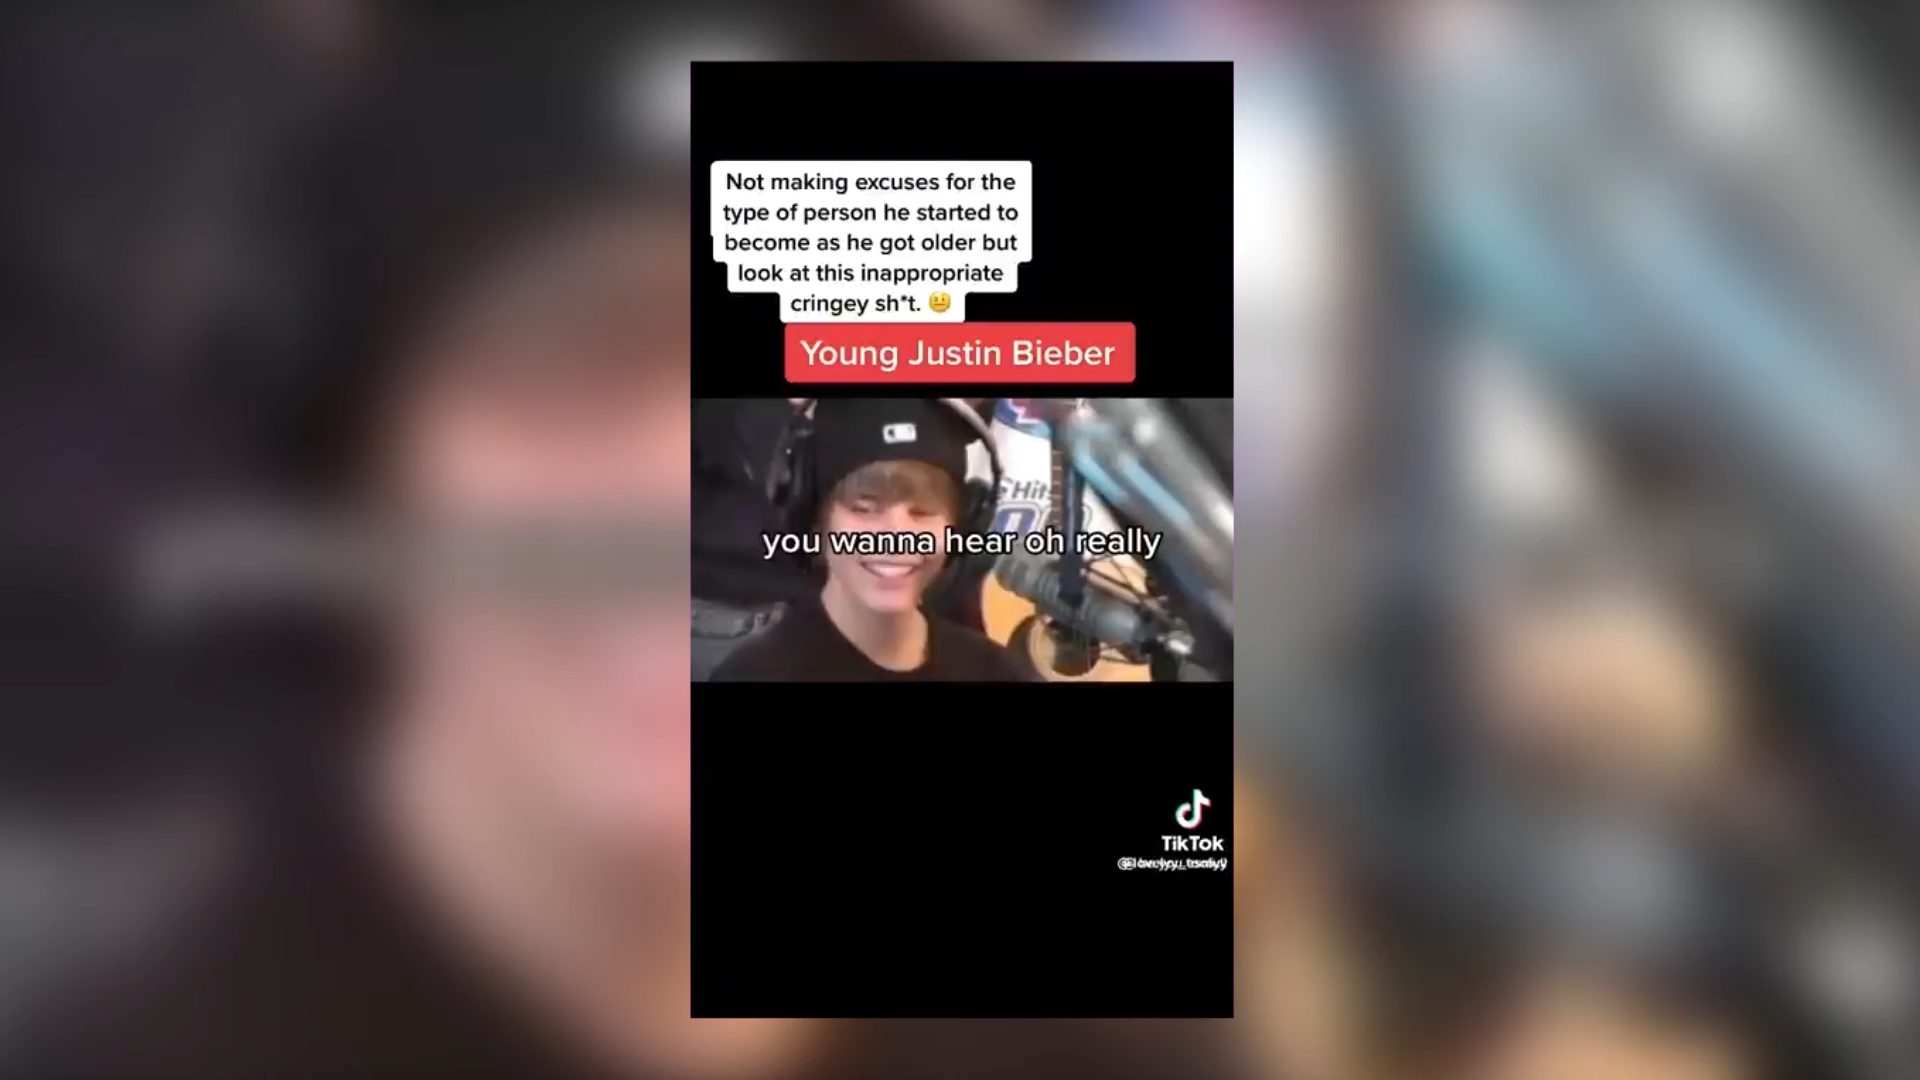 Not making excuses for the
type of person he started to
become as he got older but
look at this inappropriate
cringey sh*t. 😐
Young Justin Bieber
Hit
you wanna hear oh really
TikTok